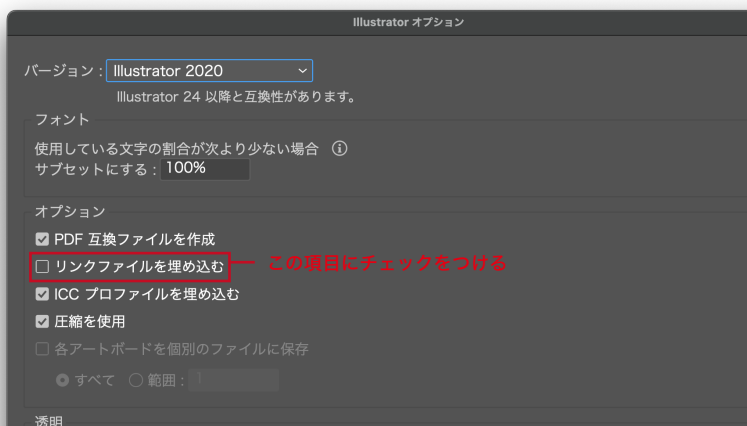 Illustrator オプション
バージョン : Illustrator 2020
Illustrator 24 以降と互換性があります。
フォント
使用している文字の割合が次より少ない場合
サブセットにする : 100%
オプション
PDF 互換ファイルを作成
リンクファイルを埋め込む この項目にチェックをつける
ICC プロファイルを埋め込む
圧縮を使用
各アートボードを個別のファイルに保存
すべて 範囲 : 1
透明